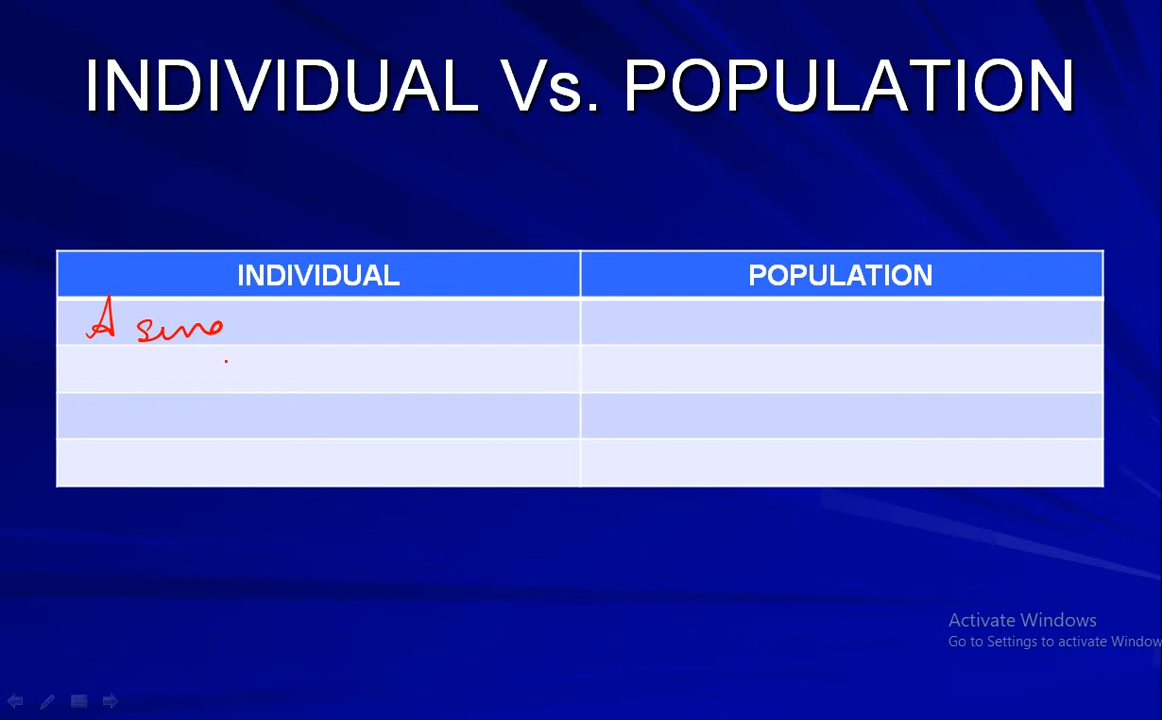 INDIVIDUAL Vs. POPULATION
INDIVIDUAL POPULATION
A
Activate Windows
Go to Settings to activate Window